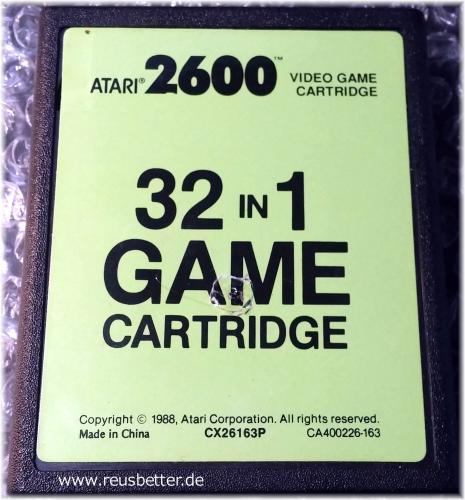 ATARI® 2600™ VIDEO GAME
CARTRIDGE
32 IN 1
GAME
CARTRIDGE
Copyright © 1988, Atari Corporation. All rights reserved.
Made in China CX26163P CA400226-163
www.reusbetter.de